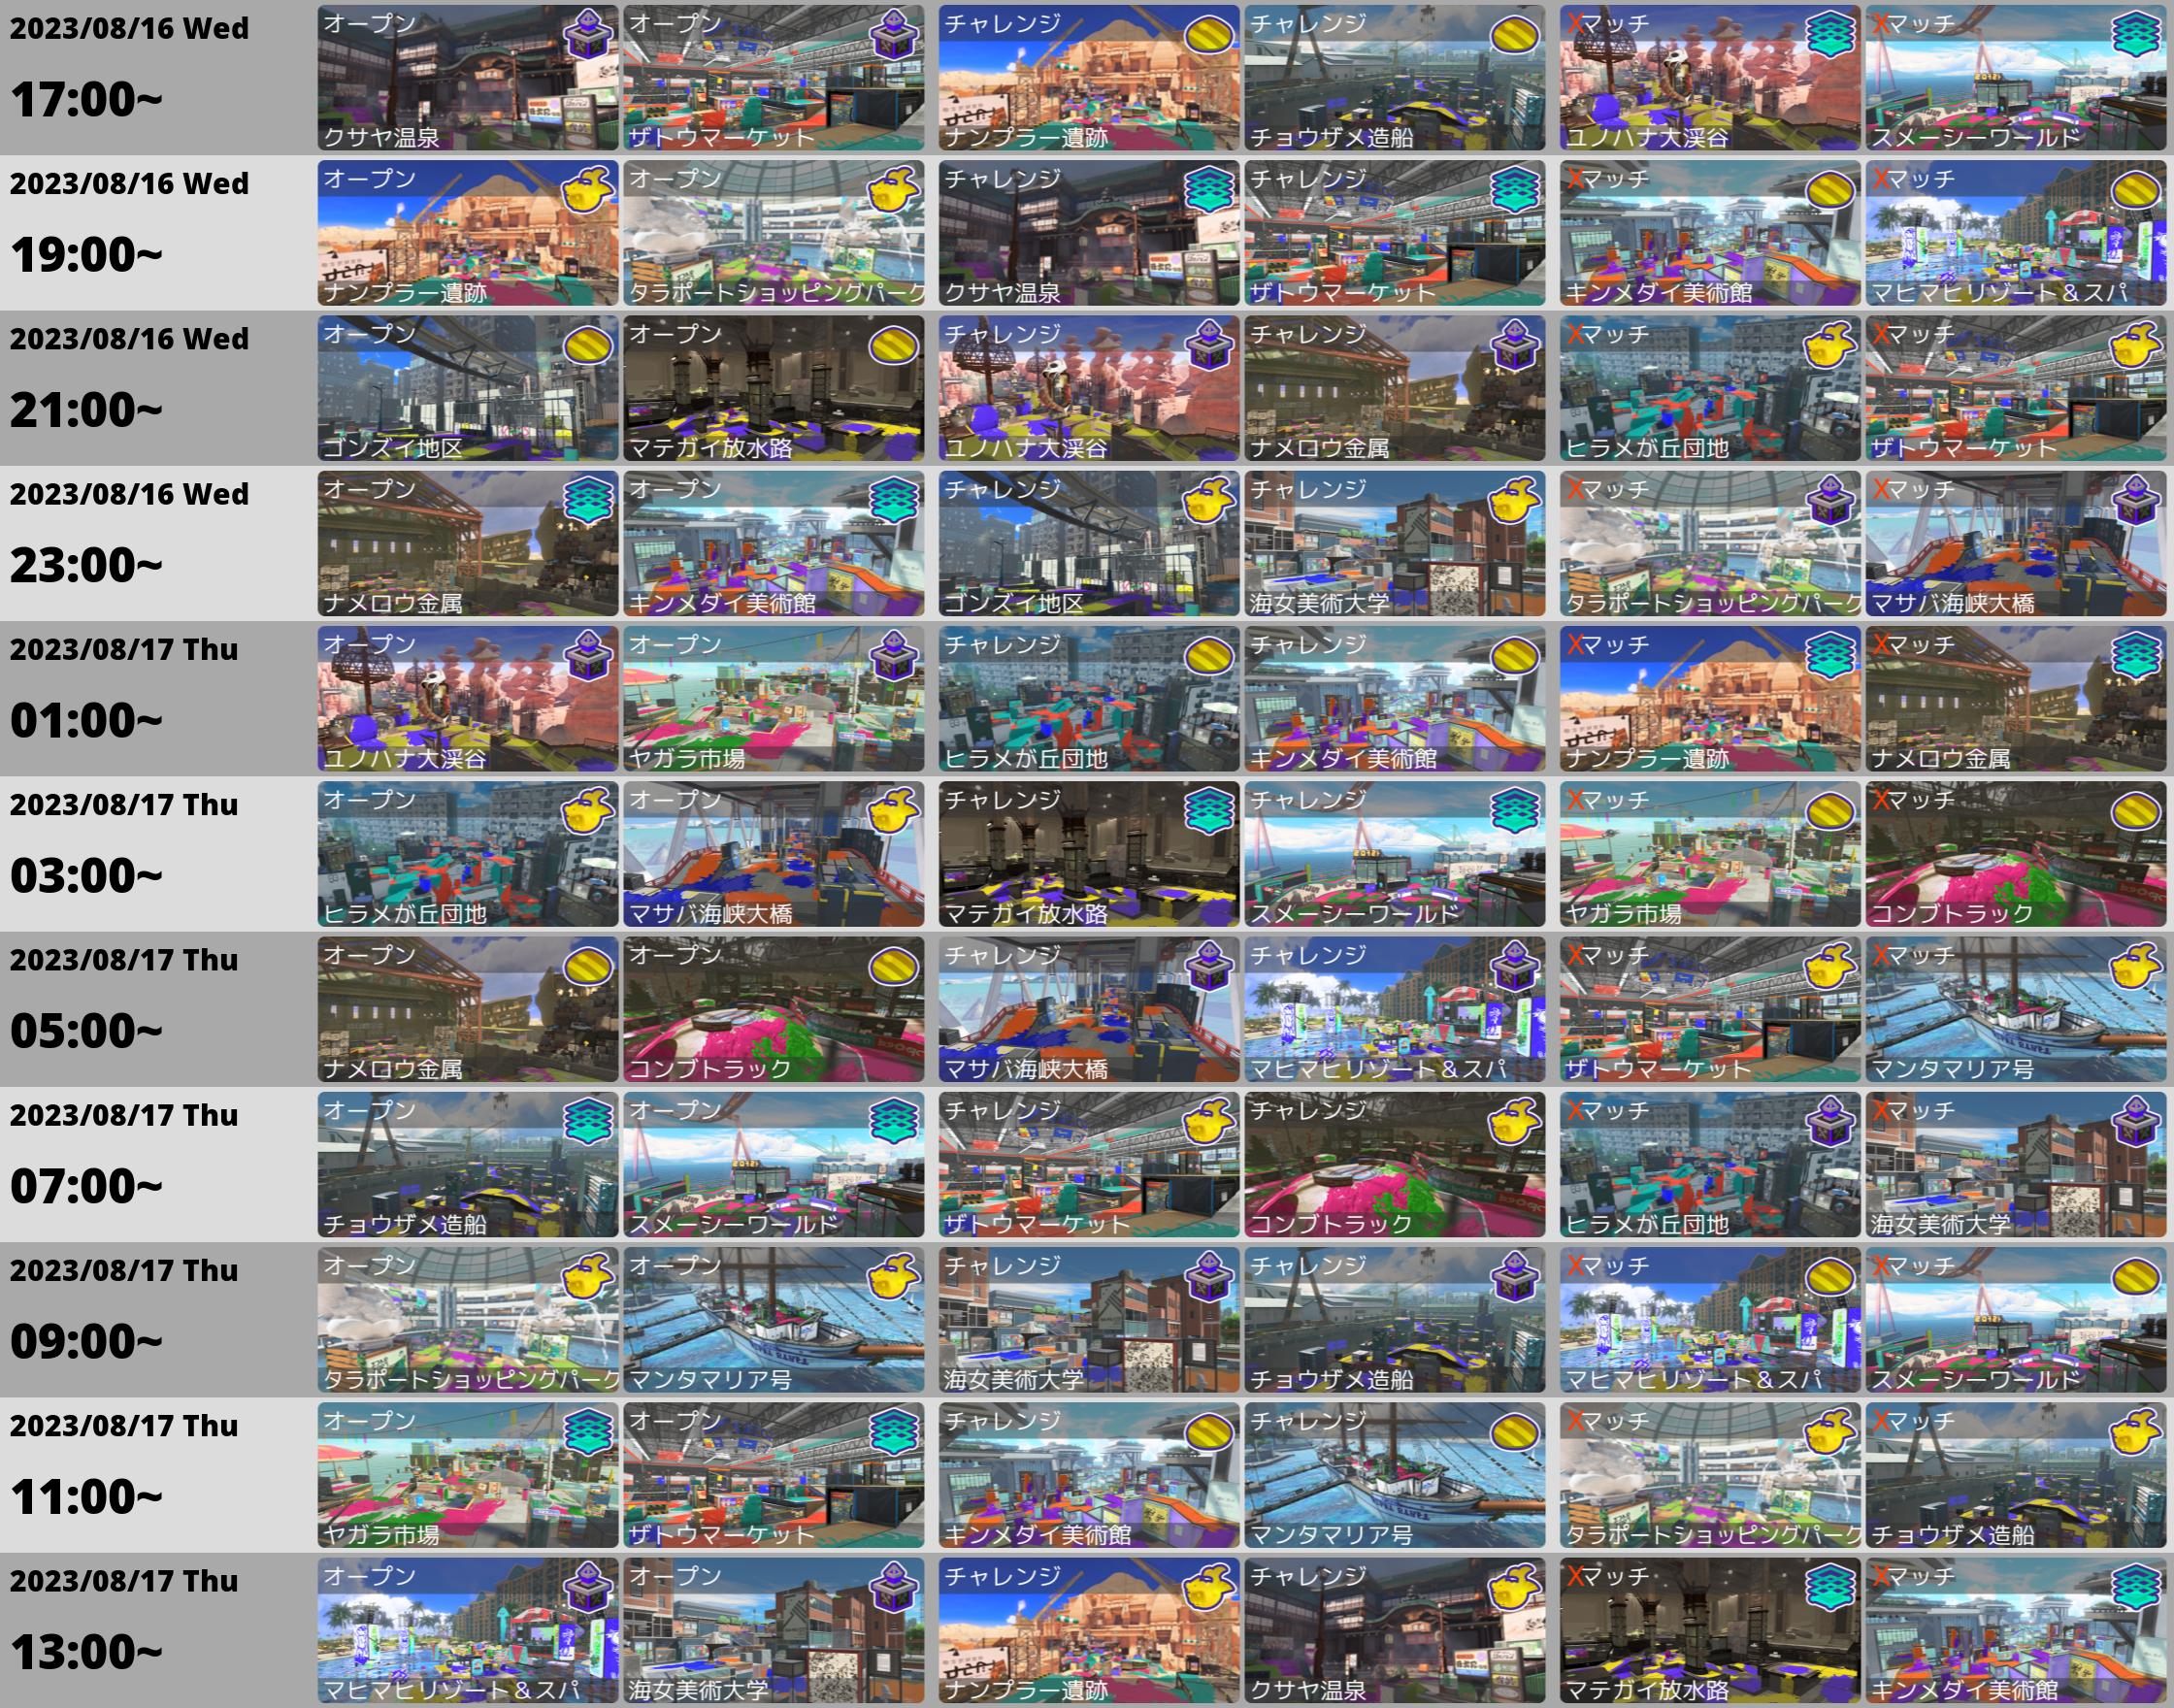 2023/08/16 Wed
17:00~
オープン
クサヤ温泉
オープン
ザトウマーケット
チャレンジ
ナンプラー遺跡
チャレンジ
チョウザメ造船
Xマッチ
ユノハナ大渓谷
Xマッチ
スメーシーワールド
2023/08/16 Wed
19:00~
オープン
ナンプラー遺跡
オープン
タラポートショッピングパーク
チャレンジ
クサヤ温泉
チャレンジ
ザトウマーケット
Xマッチ
キンメダイ美術館
Xマッチ
マヒマヒリゾート&スパ
2023/08/16 Wed
21:00~
オープン
ゴンズイ地区
オープン
マテガイ放水路
チャレンジ
ユノハナ大渓谷
チャレンジ
ナメロウ金属
Xマッチ
ヒラメが丘団地
Xマッチ
ザトウマーケット
2023/08/16 Wed
23:00~
オープン
ナメロウ金属
オープン
キンメダイ美術館
チャレンジ
ゴンズイ地区
チャレンジ
海女美術大学
Xマッチ
タラポートショッピングパーク
Xマッチ
マサバ海峡大橋
2023/08/17 Thu
01:00~
オープン
ユノハナ大渓谷
オープン
ヤガラ市場
チャレンジ
ヒラメが丘団地
チャレンジ
キンメダイ美術館
Xマッチ
ナンプラー遺跡
Xマッチ
ナメロウ金属
2023/08/17 Thu
03:00~
オープン
ヒラメが丘団地
オープン
マサバ海峡大橋
チャレンジ
マテガイ放水路
チャレンジ
スメーシーワールド
Xマッチ
ヤガラ市場
Xマッチ
コンブトラック
2023/08/17 Thu
05:00~
オープン
ナメロウ金属
オープン
コンブトラック
チャレンジ
マサバ海峡大橋
チャレンジ
マヒマヒリゾート&スパ
Xマッチ
ザトウマーケット
Xマッチ
マンタマリア号
2023/08/17 Thu
07:00~
オープン
チョウザメ造船
オープン
スメーシーワールド
チャレンジ
ザトウマーケット
チャレンジ
コンブトラック
Xマッチ
ヒラメが丘団地
Xマッチ
海女美術大学
2023/08/17 Thu
09:00~
オープン
タラポートショッピングパーク
オープン
マンタマリア号
チャレンジ
海女美術大学
チャレンジ
チョウザメ造船
Xマッチ
マヒマヒリゾート&スパ
Xマッチ
スメーシーワールド
2023/08/17 Thu
11:00~
オープン
ヤガラ市場
オープン
ザトウマーケット
チャレンジ
キンメダイ美術館
チャレンジ
マンタマリア号
Xマッチ
タラポートショッピングパーク
Xマッチ
チョウザメ造船
2023/08/17 Thu
13:00~
オープン
マヒマヒリゾート&スパ
オープン
海女美術大学
チャレンジ
ナンプラー遺跡
チャレンジ
クサヤ温泉
Xマッチ
マテガイ放水路
Xマッチ
キンメダイ美術館